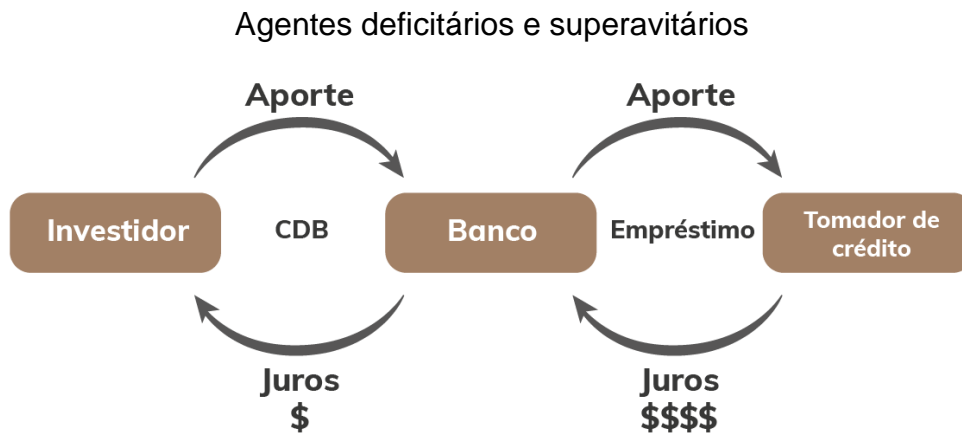 Agentes deficitários e superavitários
Aporte
Aporte
Investidor
CDB
Banco
Empréstimo
Tomador de
crédito
Juros
$
Juros
$$$$